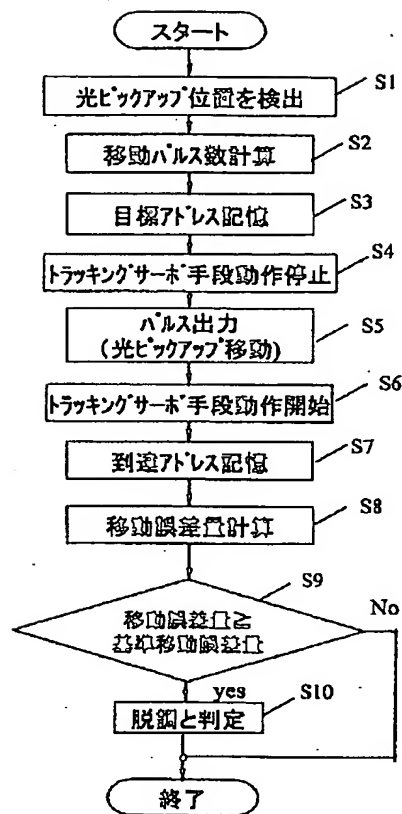 スタート
光ピックアップ位置を検出
S1
移動パルス数計算
S2
目標アドレス記憶
S3
トラッキングサーボ手段動作停止
S4
パルス出力
(光ピックアップ移動)
S5
トラッキングサーボ手段動作開始
S6
到達アドレス記憶
S7
移動誤差量計算
S8
S9
移動誤差量≧
基準移動誤差量
No
yes
S10
脱調と判定
終了